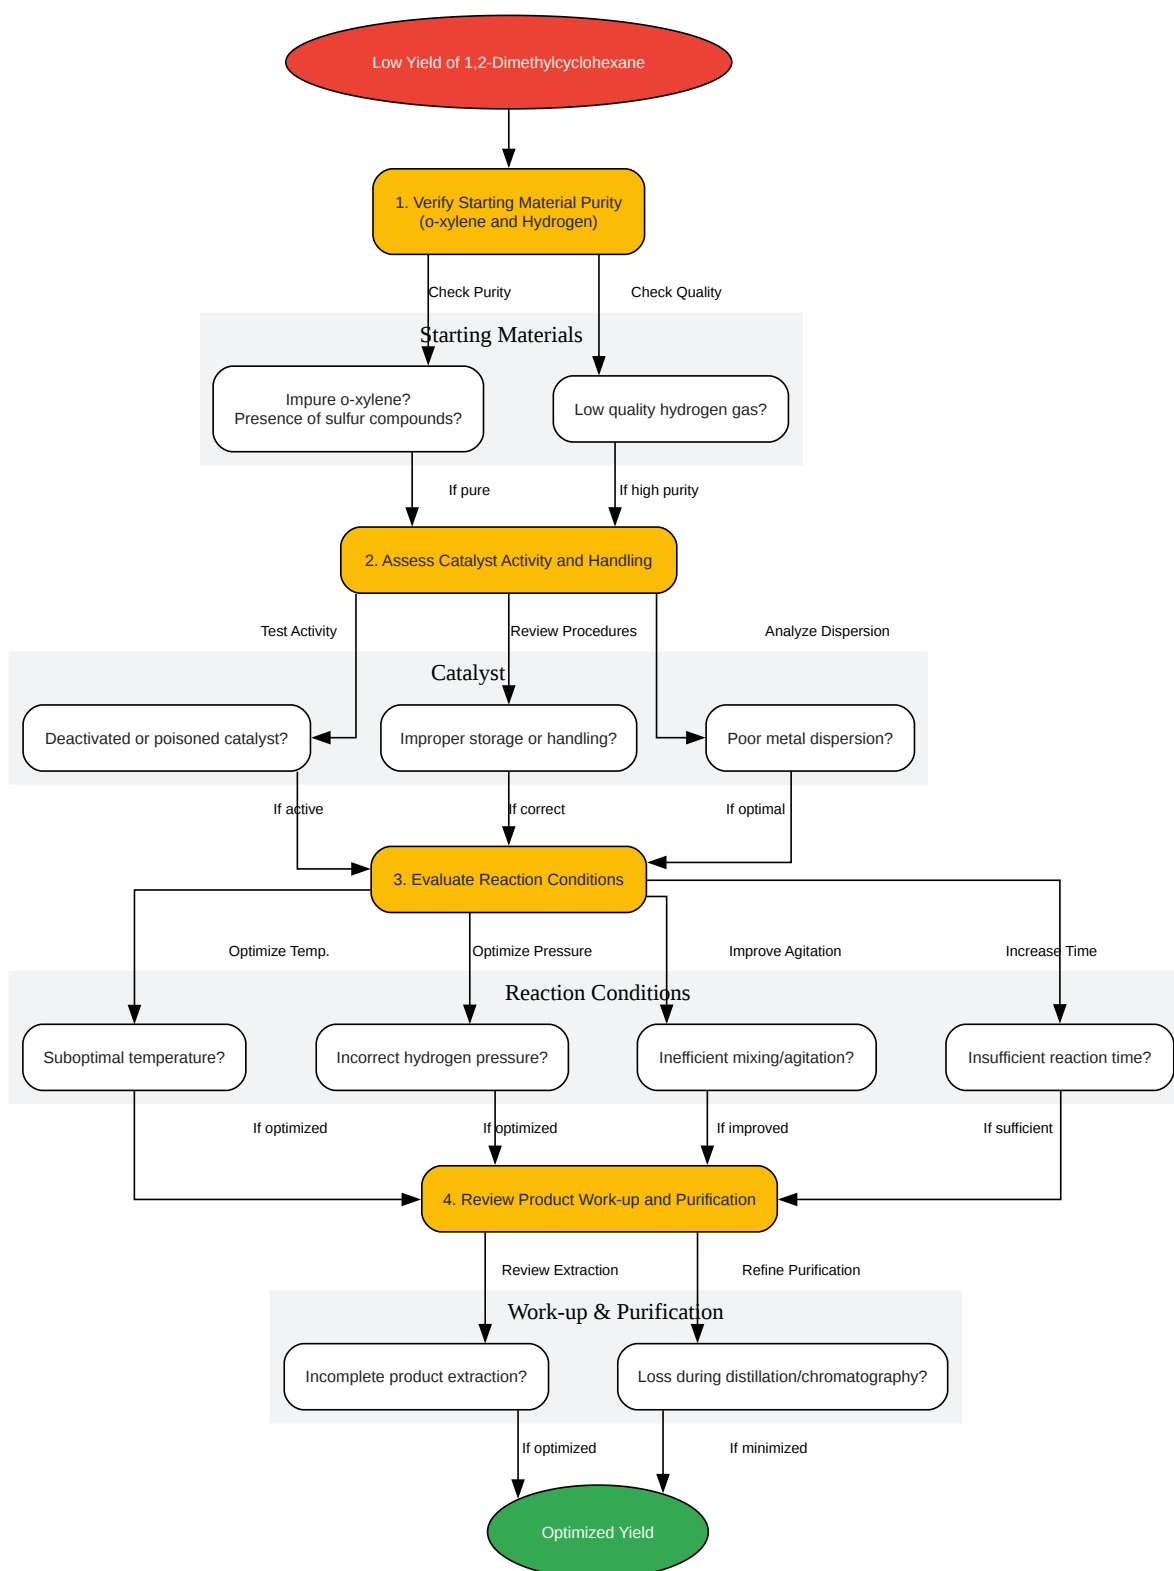 Low Yield of 1,2-Dimethylcyclohexane
1. Verify Starting Material Purity
(o-xylene and Hydrogen)
Check Purity
Check Quality
Starting Materials
Impure o-xylene?
Presence of sulfur compounds?
Low quality hydrogen gas?
If pure
If high purity
2. Assess Catalyst Activity and Handling
Test Activity
Review Procedures
Analyze Dispersion
Catalyst
Deactivated or poisoned catalyst?
Improper storage or handling?
Poor metal dispersion?
If active
If correct
If optimal
3. Evaluate Reaction Conditions
Optimize Temp.
Optimize Pressure
Improve Agitation
Increase Time
Reaction Conditions
Suboptimal temperature?
Incorrect hydrogen pressure?
Inefficient mixing/agitation?
Insufficient reaction time?
If optimized
If optimized
If improved
If sufficient
4. Review Product Work-up and Purification
Review Extraction
Refine Purification
Work-up & Purification
Incomplete product extraction?
Loss during distillation/chromatography?
If optimized
If minimized
Optimized Yield